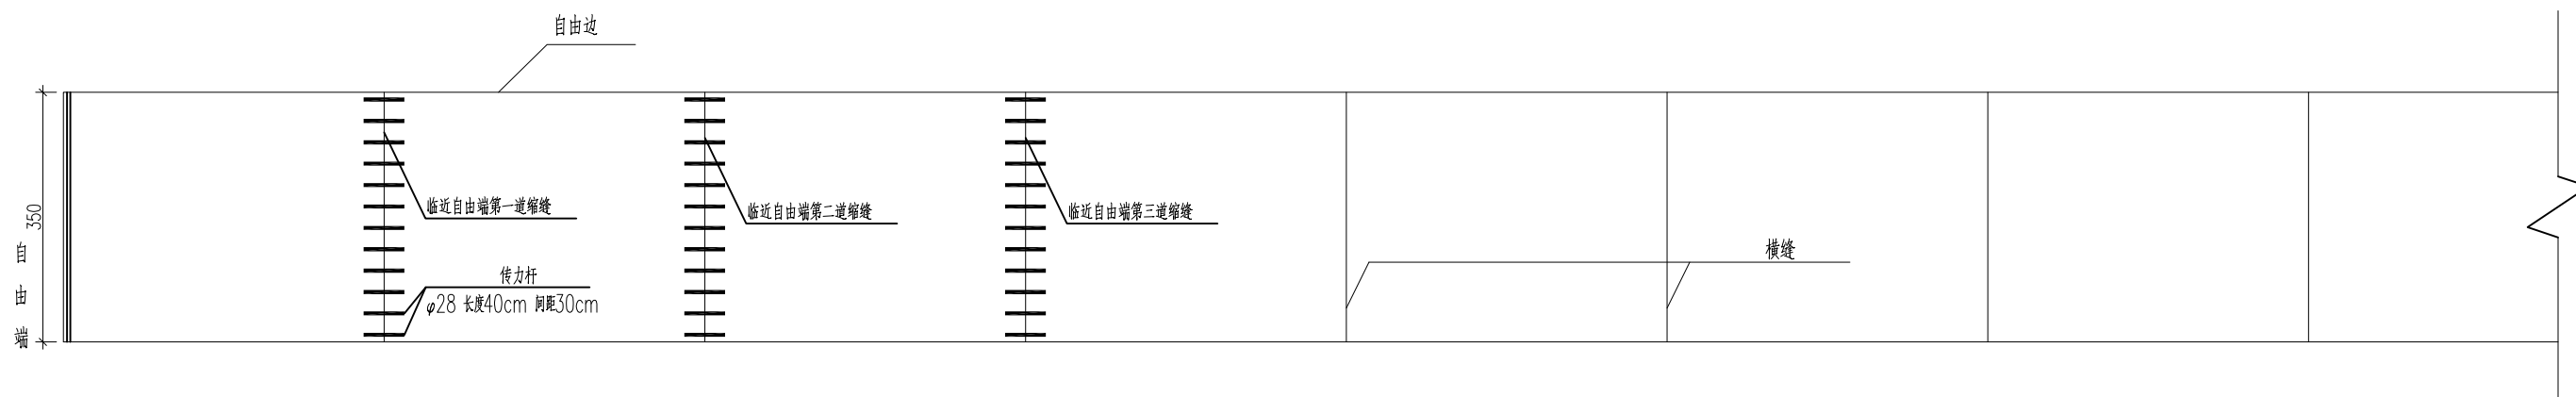 自由边
350
自由端
临近自由端第一道缩缝
临近自由端第二道缩缝
临近自由端第三道缩缝
横缝
传力杆
φ28 长度40cm 间距30cm